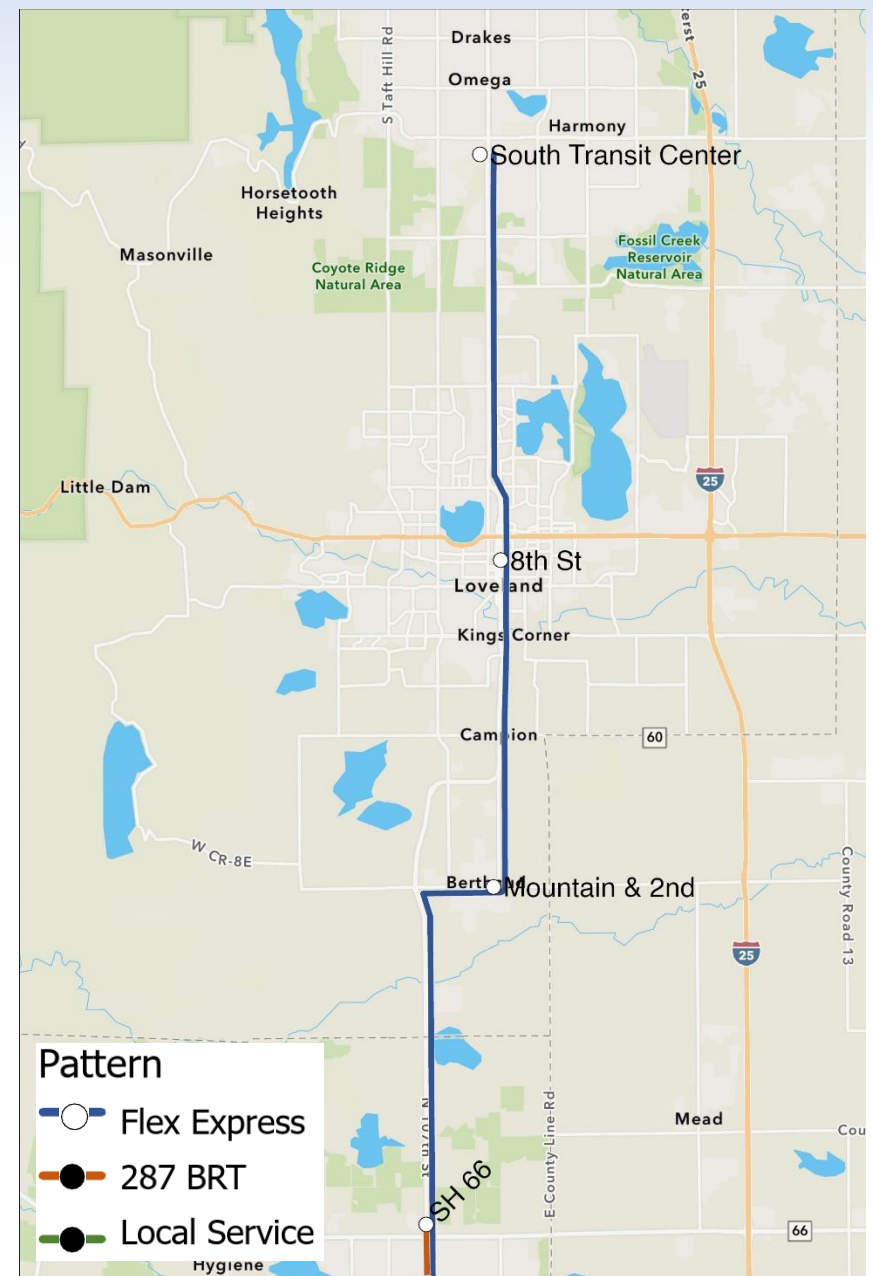 S Taft Hill Rd
Drakes
Omega
25
Harmony
South Transit Center
Horsetooth
Heights
Masonville
Fossil Creek
Reservoir
Natural Area
Coyote Ridge
Natural Area
Little Dam
25
8th St
Loveland
Kings Corner
Campion
60
W CR-8E
Mountain & 2nd
County Road 13
25
Pattern
Flex Express
287 BRT
Local Service
N 107th St
SH 66
E County Line Rd
Mead
66
Hygiene